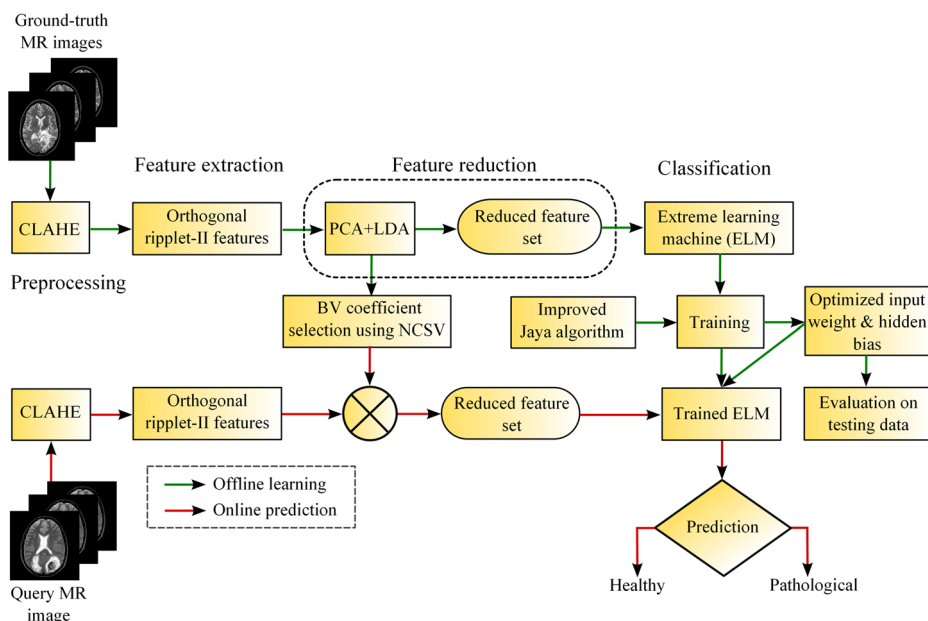 Ground-truth
MR images
Feature extraction
Feature reduction
Classification
CLAHE
Orthogonal
ripplet-II features
PCA+LDA
Reduced feature
set
Extreme learning
machine (ELM)
Preprocessing
BV coefficient
selection using NCSV
Improved
Jaya algorithm
Training
Optimized input
weight & hidden
bias
CLAHE
Orthogonal
ripplet-II features
Reduced feature
set
Trained ELM
Evaluation on
testing data
Offline learning
Online prediction
Prediction
Query MR
image
Healthy
Pathological